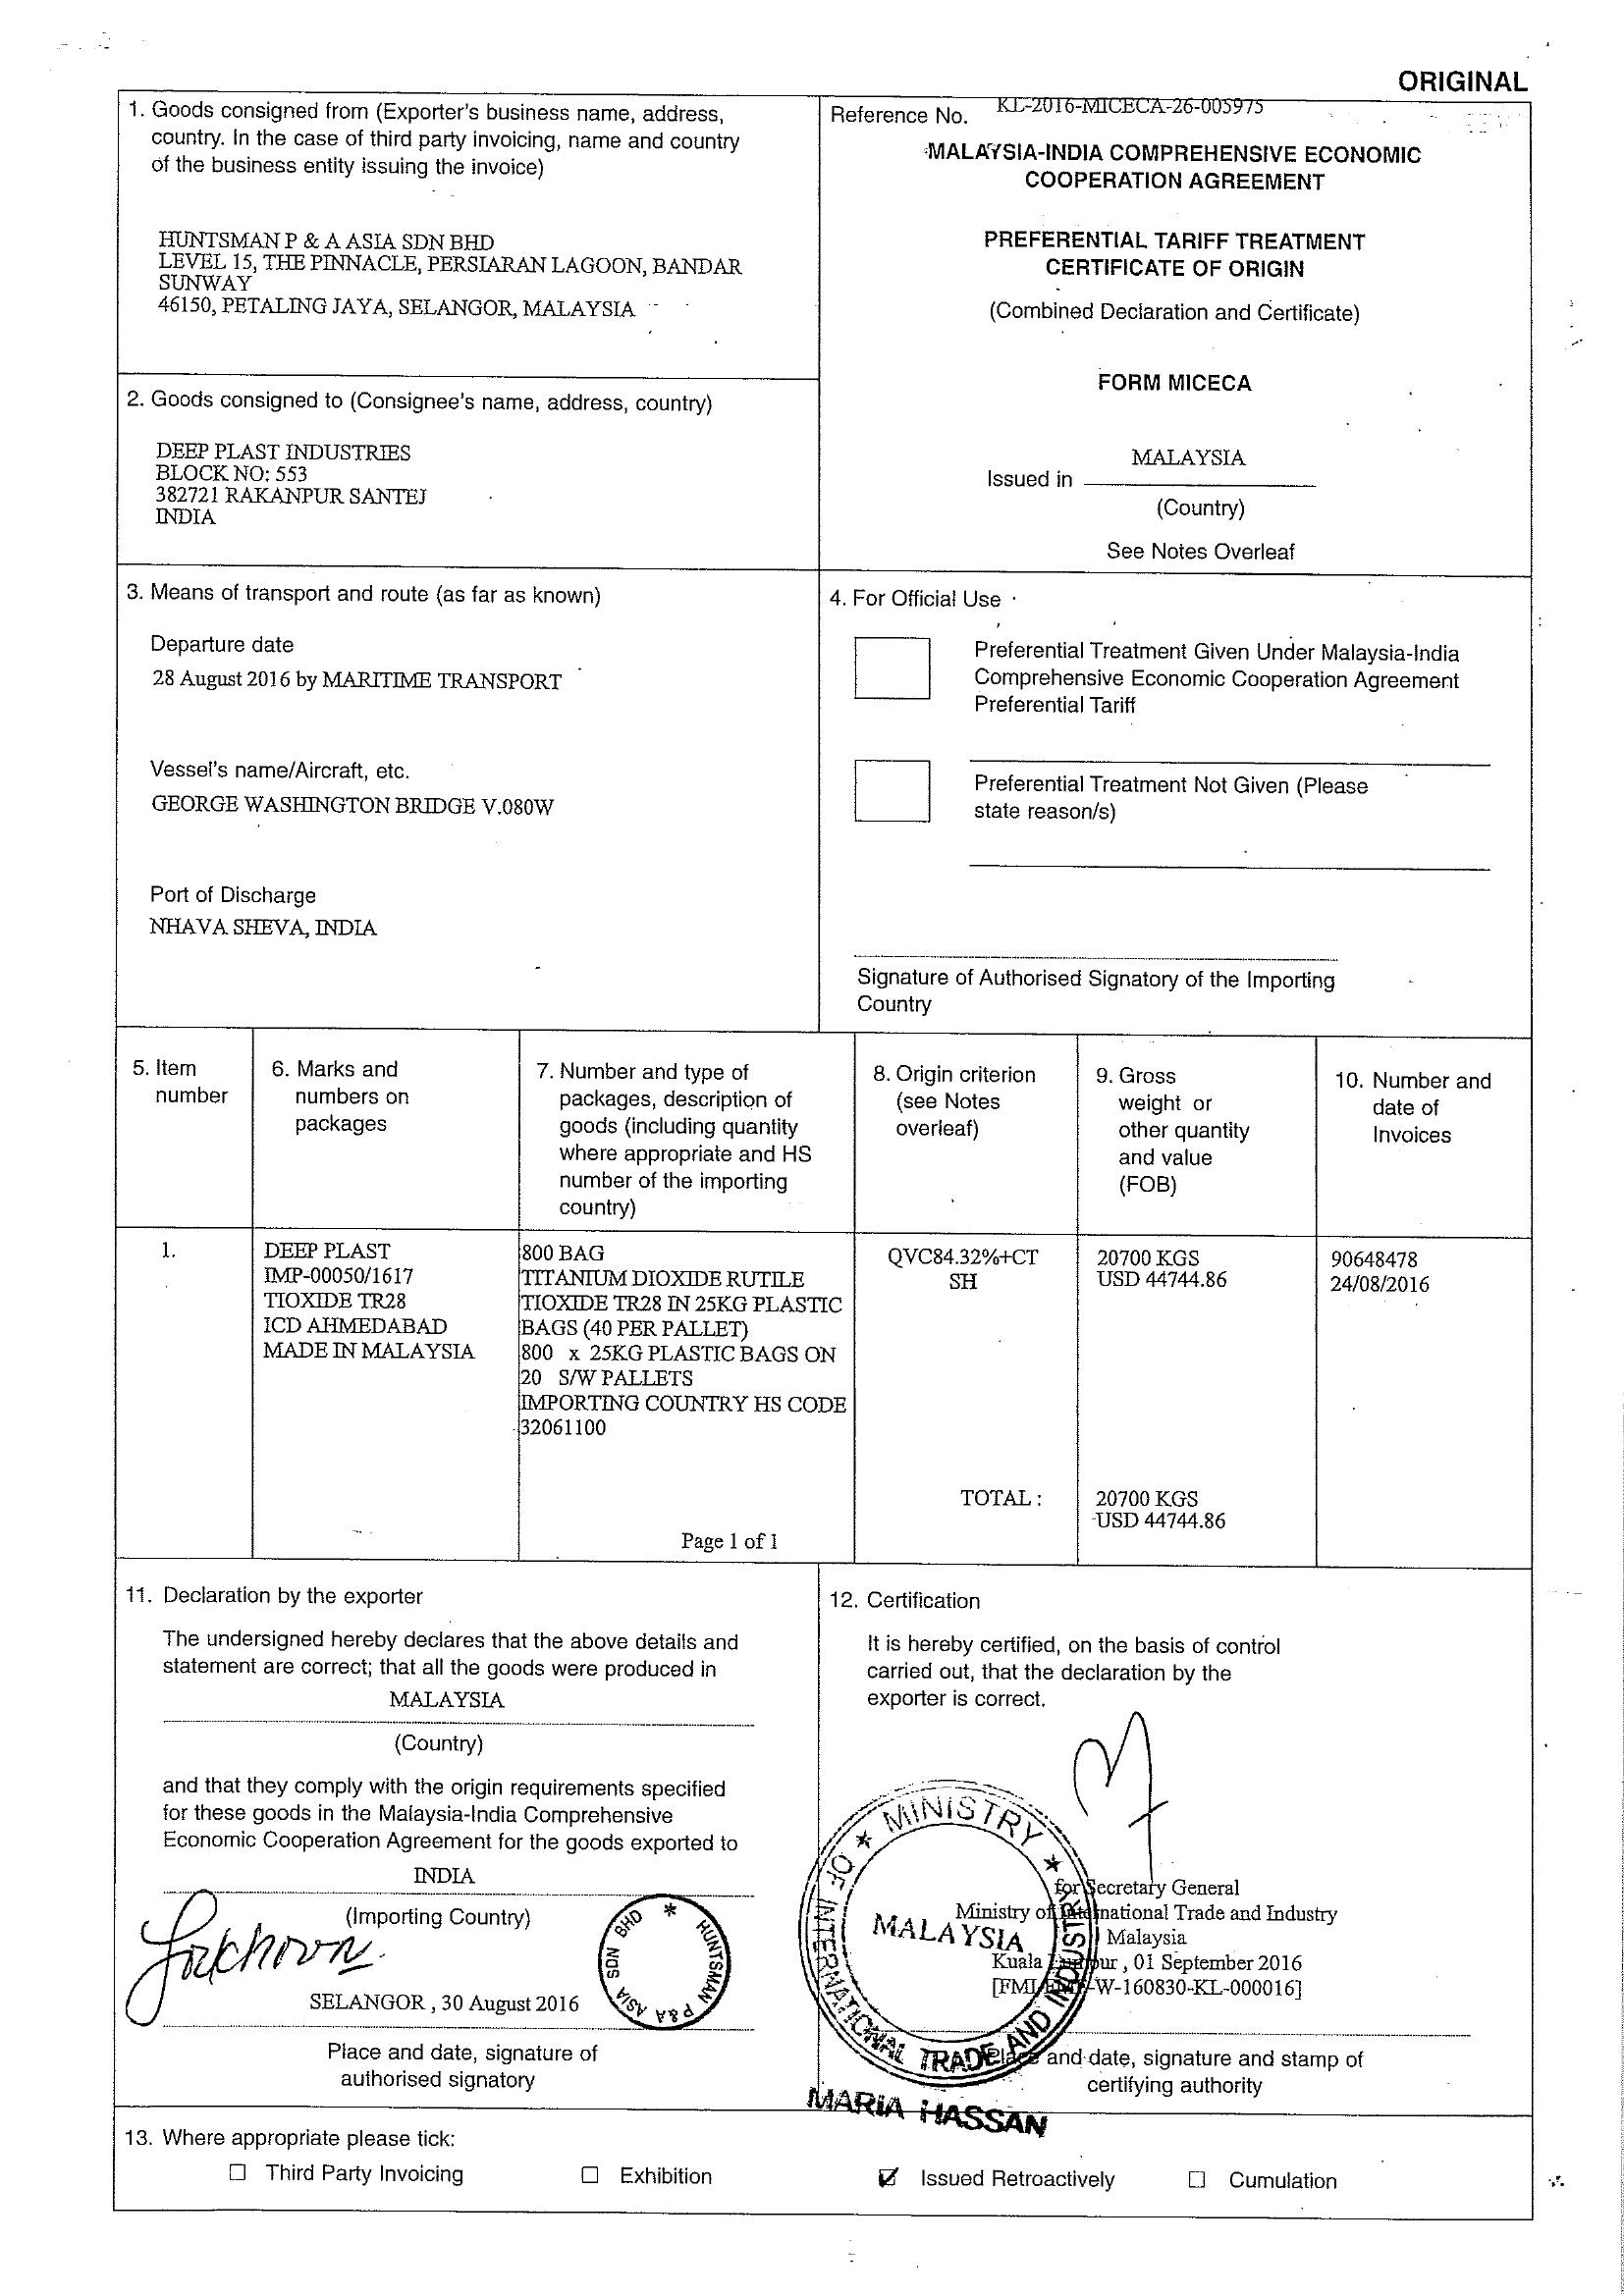 ORIGINAL
1. Goods consigned from (Exporter's business name, address,
country. In the case of third party invoicing, name and country
of the business entity issuing the invoice)
HUNTSMAN P & A ASIA SDN BHD
LEVEL 15, THE PINNACLE, PERSIARAN LAGOON, BANDAR
SUNWAY
46150, PETALING JAYA, SELANGOR, MALAYSIA
Reference No. KL-2016-MICECA-26-005975
MALAYSIA-INDIA COMPREHENSIVE ECONOMIC
COOPERATION AGREEMENT
PREFERENTIAL TARIFF TREATMENT
CERTIFICATE OF ORIGIN
(Combined Declaration and Certificate)
FORM MICECA
MALAYSIA
Issued in
(Country)
See Notes Overleaf
2. Goods consigned to (Consignee's name, address, country)
DEEP PLAST INDUSTRIES
BLOCK NO: 553
382721 RAKANPUR SANTEJ
INDIA
3. Means of transport and route (as far as known)
Departure date
28 August 2016 by MARITIME TRANSPORT
Vessel's name/Aircraft, etc.
GEORGE WASHINGTON BRIDGE V.080W
Port of Discharge
NHAVA SHEVA, INDIA
4. For Official Use
Preferential Treatment Given Under Malaysia-India
Comprehensive Economic Cooperation Agreement
Preferential Tariff
Preferential Treatment Not Given (Please
state reason/s)
Signature of Authorised Signatory of the Importing
Country
5. Item
number
6. Marks and
numbers on
packages
7. Number and type of
packages, description of
goods (including quantity
where appropriate and HS
number of the importing
country)
8. Origin criterion
(see Notes
overleaf)
9. Gross
weight or
other quantity
and value
(FOB)
10. Number and
date of
Invoices
1.
DEEP PLAST
IMP-00050/1617
TIOXIDE TR28
ICD AHMEDABAD
MADE IN MALAYSIA
800 BAG
TITANIUM DIOXIDE RUTILE
TIOXIDE TR28 IN 25KG PLASTIC
BAGS (40 PER PALLET)
800 x 25KG PLASTIC BAGS ON
20 S/W PALLETS
IMPORTING COUNTRY HS CODE
32061100
QVC84.32%+CT
SH
20700 KGS
USD 44744.86
90648478
24/08/2016
TOTAL :
20700 KGS
USD 44744.86
Page 1 of 1
11. Declaration by the exporter
The undersigned hereby declares that the above details and
statement are correct; that all the goods were produced in
MALAYSIA
(Country)
and that they comply with the origin requirements specified
for these goods in the Malaysia-India Comprehensive
Economic Cooperation Agreement for the goods exported to
INDIA
(Importing Country)
HUNTSMAN P&A ASIA SDN BHD *
SELANGOR , 30 August 2016
Place and date, signature of
authorised signatory
12. Certification
It is hereby certified, on the basis of control
carried out, that the declaration by the
exporter is correct.
★ MINISTRY ★ OF INTERNATIONAL TRADE AND INDUSTRY
MALAYSIA
for Secretary General
Ministry of International Trade and Industry
Malaysia
Kuala Lumpur , 01 September 2016
W-160830-KL-000016]
Place and date, signature and stamp of
certifying authority
MARIA HASSAN
13. Where appropriate please tick:
☐ Third Party Invoicing
☐ Exhibition
☑ Issued Retroactively
☐ Cumulation